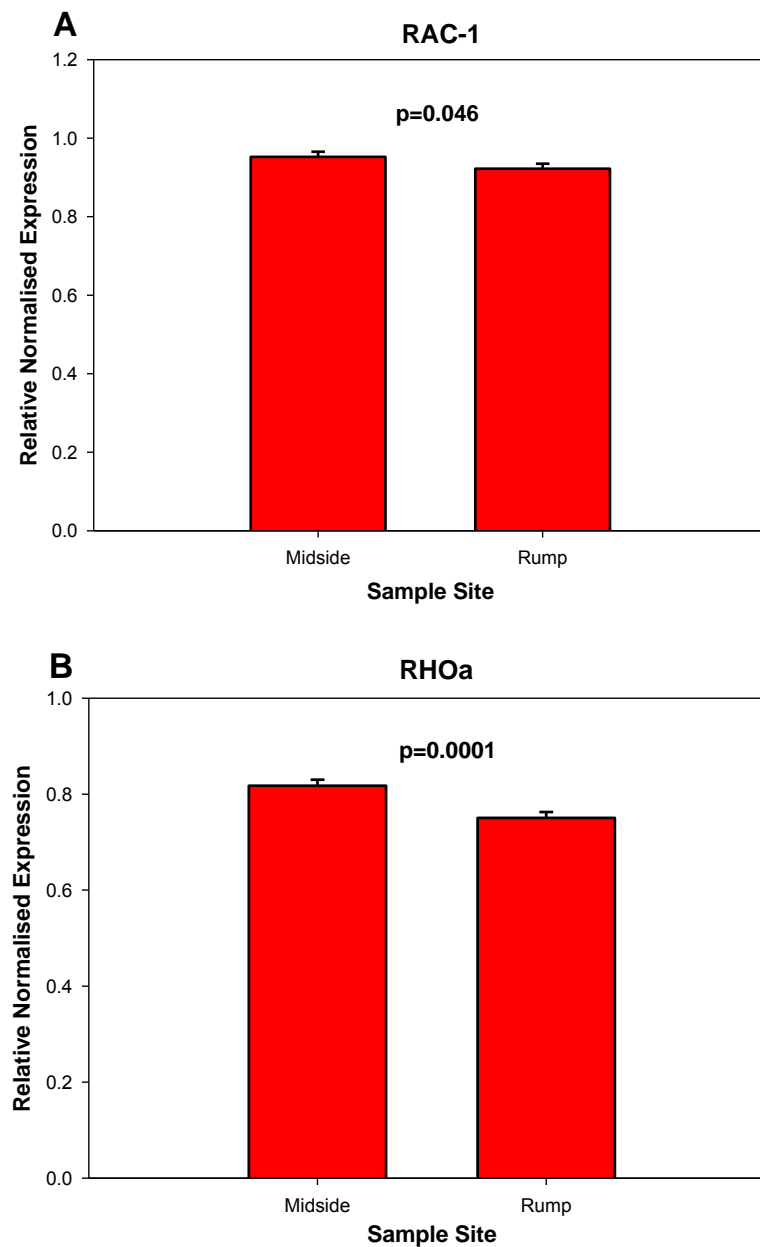 A
RAC-1
1.2
p=0.046
1.0
0.8
0.6
0.4
0.2
0.0
Relative Normalised Expression
Midside
Rump
Sample Site
B
RHOa
1.0
p=0.0001
0.8
0.6
0.4
0.2
0.0
Relative Normalised Expression
Midside
Rump
Sample Site